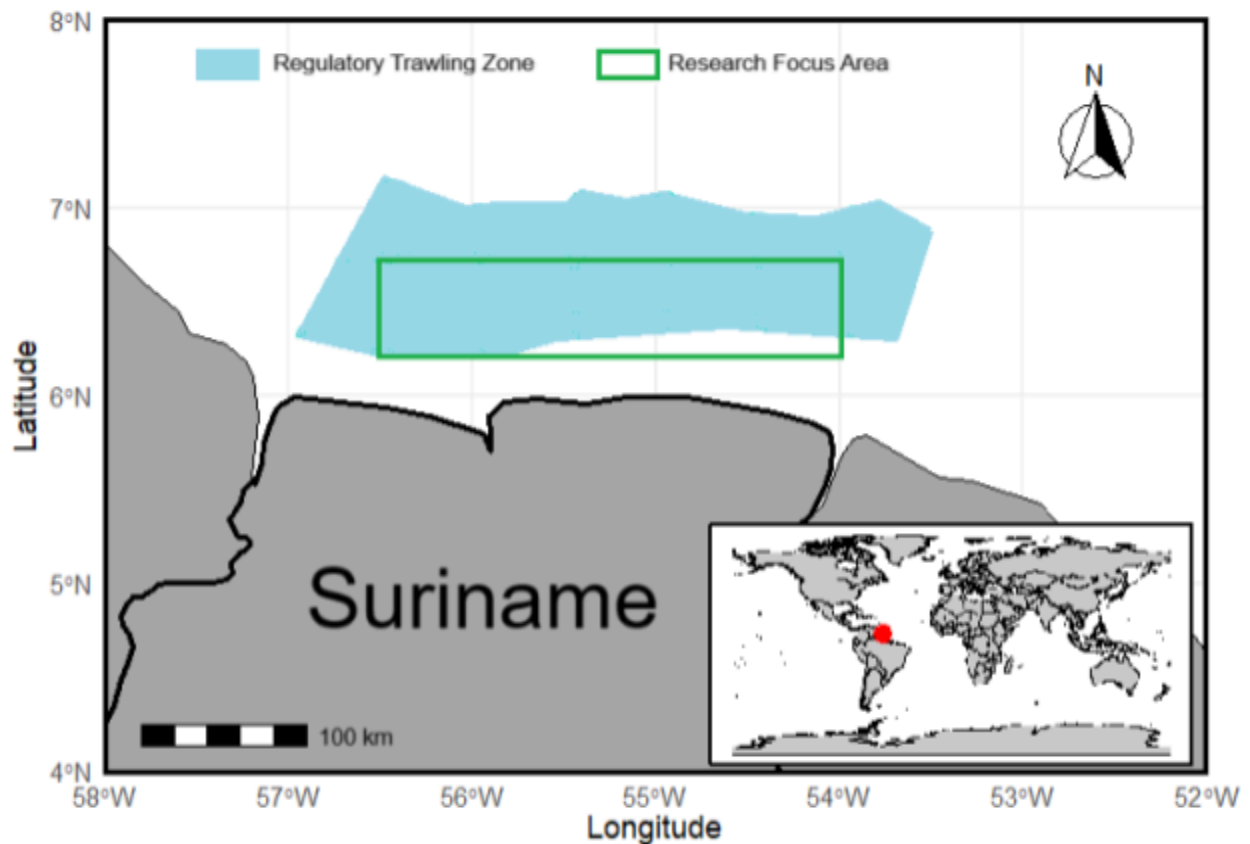 8°N
Regulatory Trawling Zone
Research Focus Area
N
7°N
6°N
5°N
4°N
Latitude
Suriname
100 km
58°W
57°W
56°W
55°W
54°W
53°W
52°W
Longitude